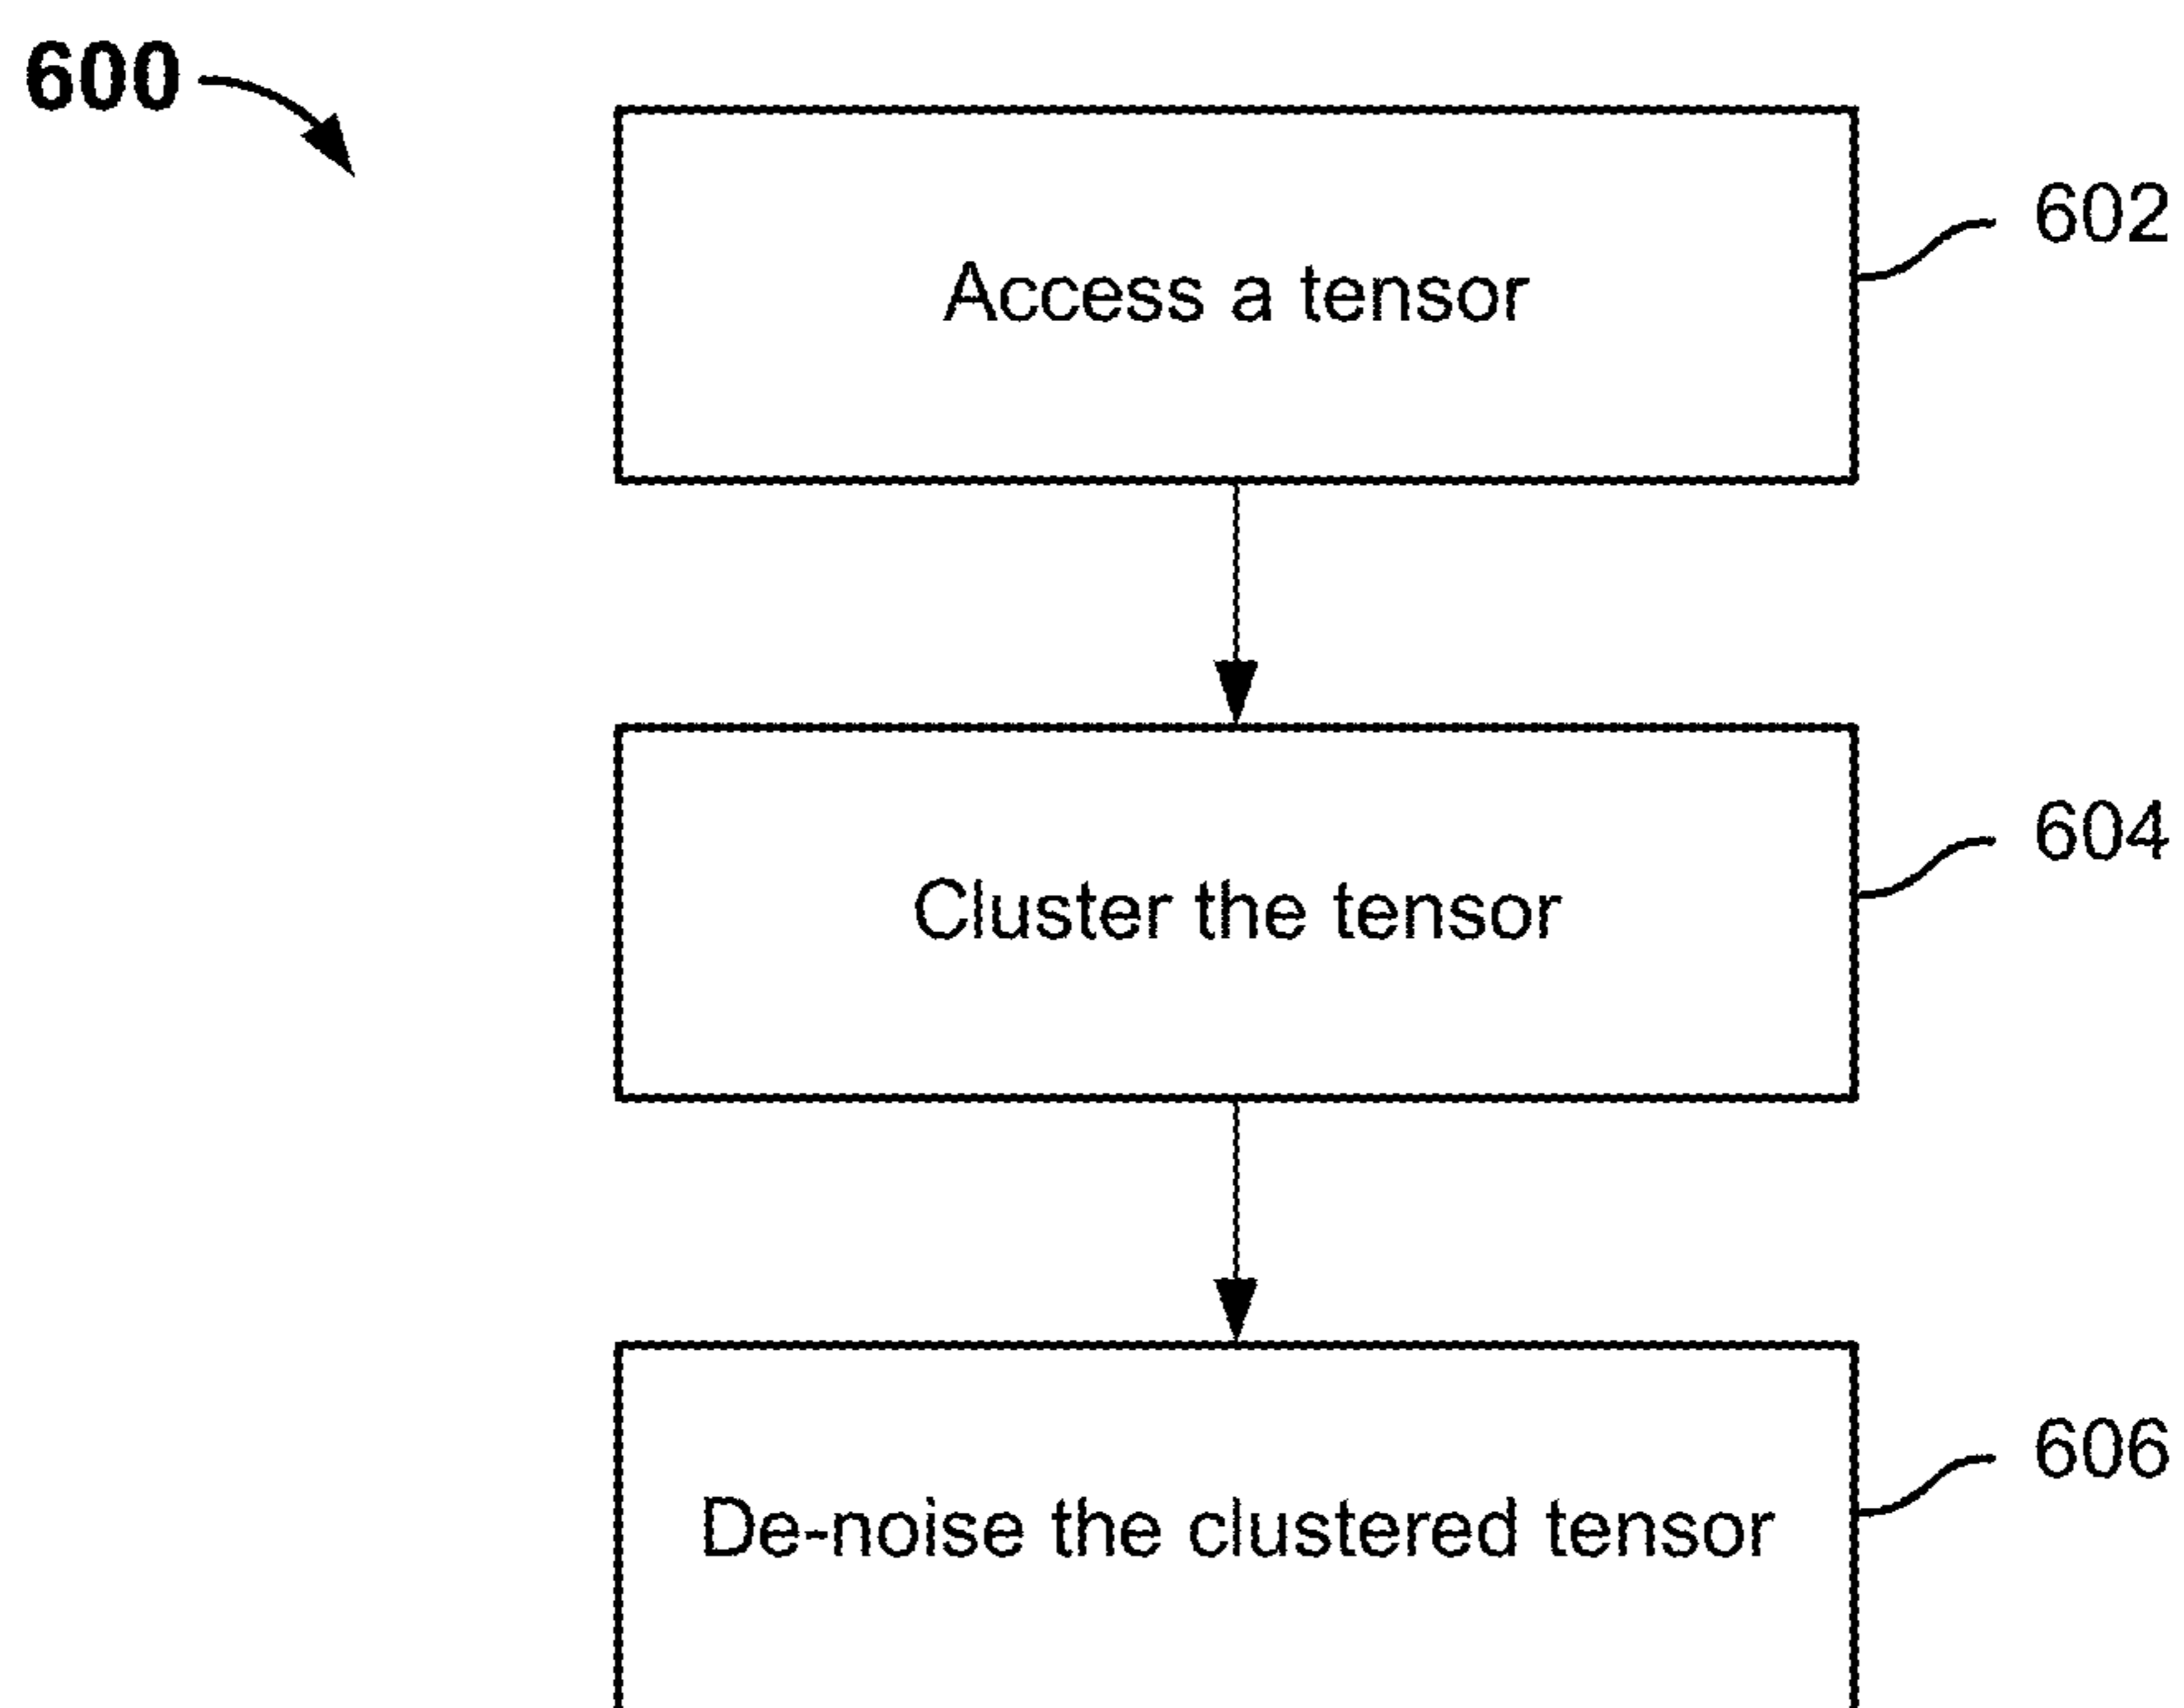 600
602
Access a tensor
604
Cluster the tensor
606
De-noise the clustered tensor